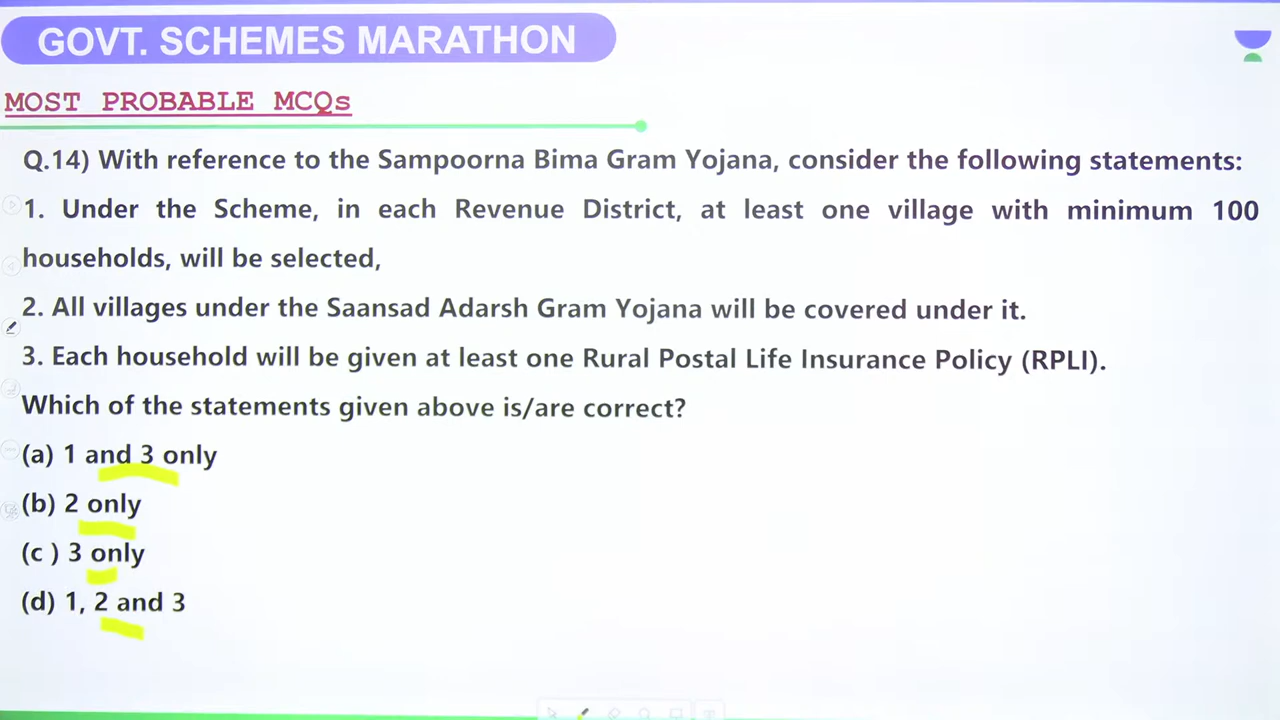 GOVT. SCHEMES MARATHON
MOST PROBABLE MCQs
Q.14) With reference to the Sampoorna Bima Gram Yojana, consider the following statements:
1. Under the Scheme, in each Revenue District, at least one village with minimum 100
households, will be selected,
2. All villages under the Saansad Adarsh Gram Yojana will be covered under it.
3. Each household will be given at least one Rural Postal Life Insurance Policy (RPLI).
Which of the statements given above is/are correct?
(a) 1 and 3 only
(b) 2 only
(c ) 3 only
(d) 1, 2 and 3